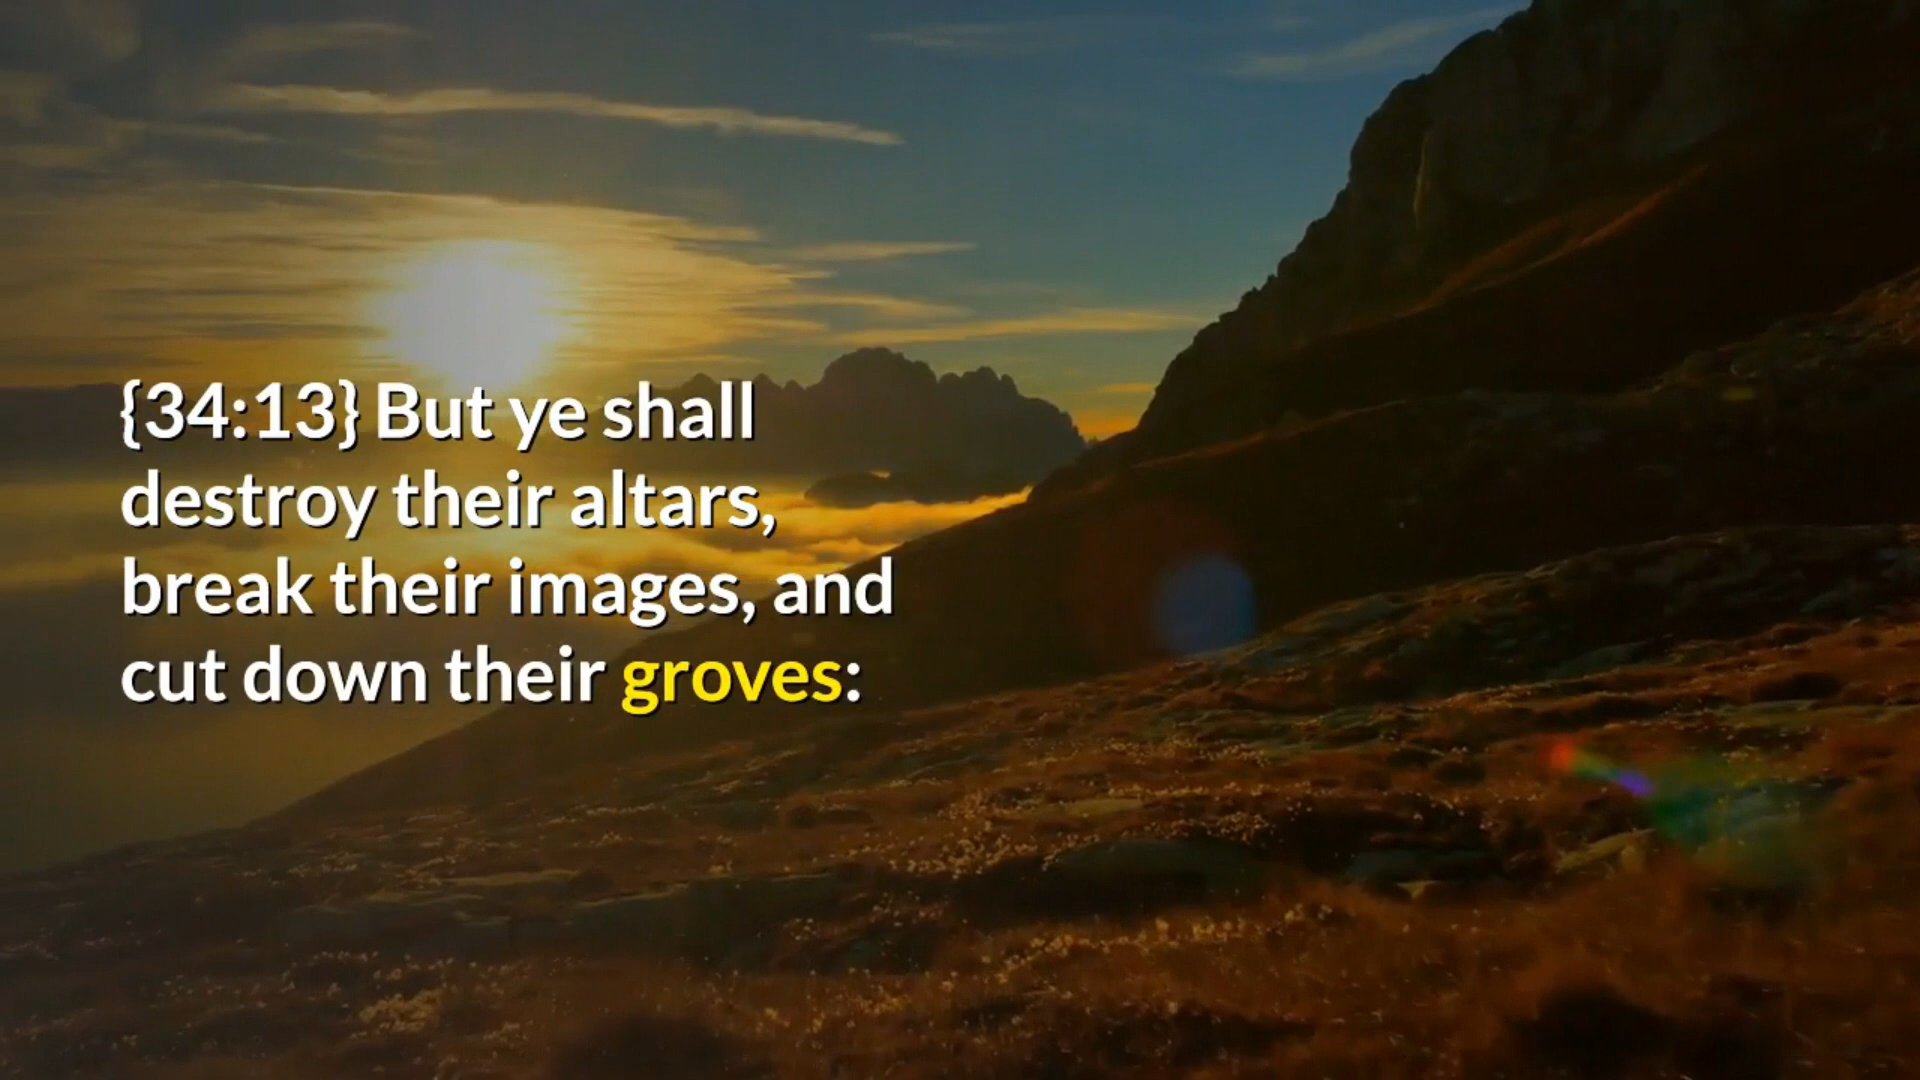 {34:13} But ye shall
destroy their altars,
break their images, and
cut down their groves: